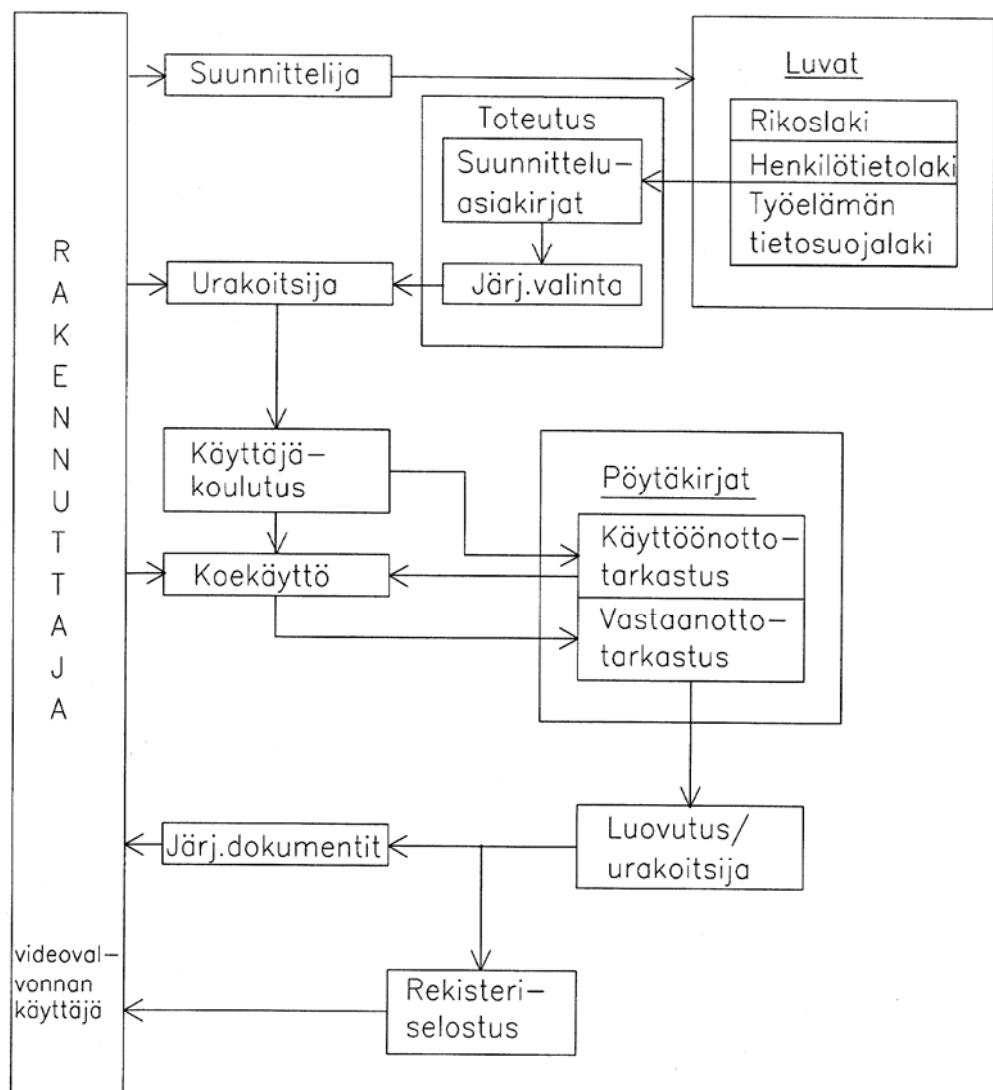 RAKENNUTTAJA
videoval–
vonnan
käyttäjä
Suunnittelija
Luvat
Rikoslaki
Henkilötietolaki
Työelämän
tietosuojalaki
Toteutus
Suunnittelu–
asiakirjat
Järj.valinta
Urakoitsija
Käyttäjä–
koulutus
Koekäyttö
Pöytäkirjat
Käyttöönotto–
tarkastus
Vastaanotto–
tarkastus
Luovutus/
urakoitsija
Järj.dokumentit
Rekisteri–
selostus